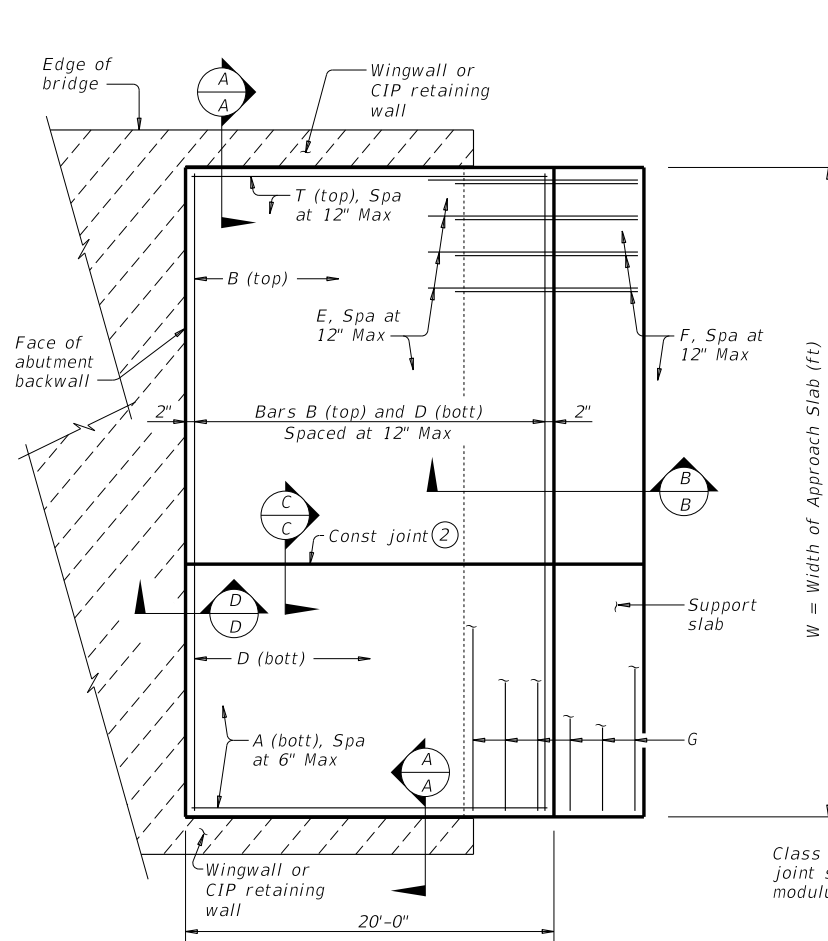 Edge of
bridge
A
A
Wingwall or
CIP retaining
wall
T (top), Spa
at 12" Max
B (top)
E, Spa at
12" Max
F, Spa at
12" Max
Face of
abutment
backwall
2"
Bars B (top) and D (bott)
Spaced at 12" Max
2"
W = Width of Approach Slab (ft)
B
B
C
C
Const joint 2
D
D
Support
slab
D (bott)
A (bott), Spa
at 6" Max
G
A
A
Wingwall or
CIP retaining
wall
20'-0"
Class
joint s
modulu